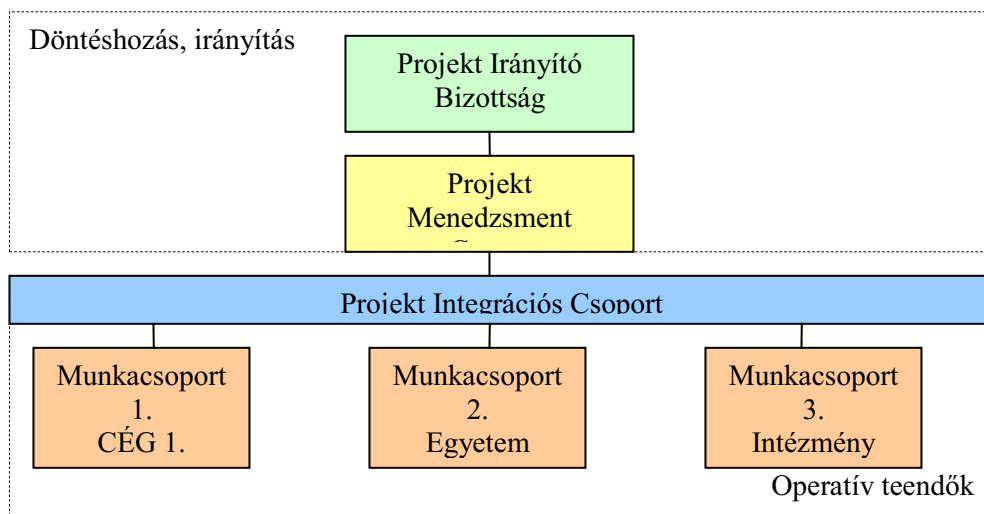 Döntéshozás, irányítás
Projekt Irányító
Bizottság
Projekt
Menedzsment
Projekt Integrációs Csoport
Munkacsoport
1.
CÉG 1.
Munkacsoport
2.
Egyetem
Munkacsoport
3.
Intézmény
Operatív teendők